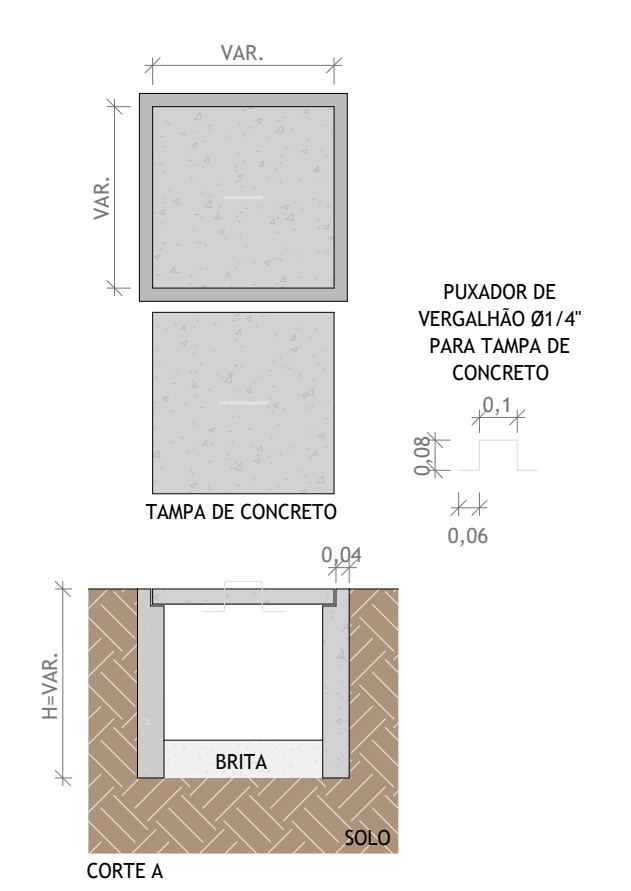 VAR.
VAR.
TAMPA DE CONCRETO
PUXADOR DE
VERGALHÃO Ø1/4"
PARA TAMPA DE
CONCRETO
0,1
0,08
0,06
0,04
H=VAR.
BRITA
SOLO
CORTE A